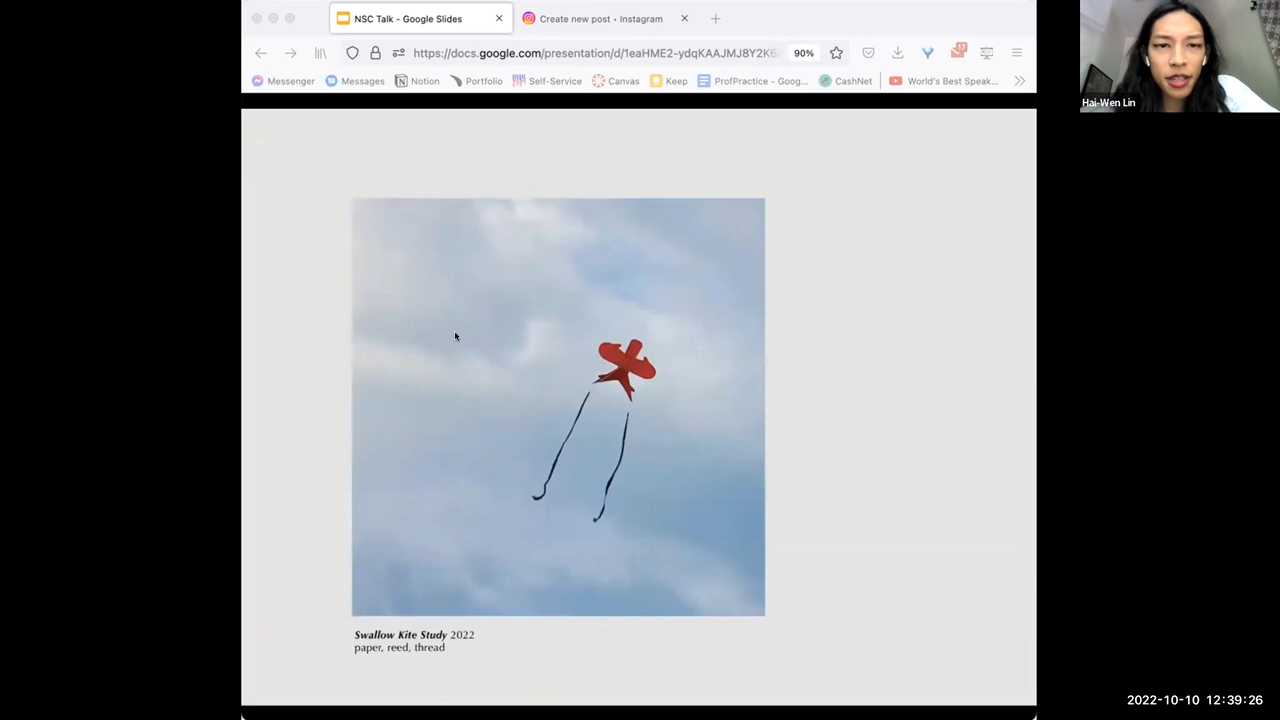 NSC Talk - Google Slides
Create new post • Instagram
https://docs.google.com/presentation/d/1eaHME2-ydqKAAJMJ8Y2K6
90%
17
Messenger
Messages
Notion
Portfolio
Self-Service
Canvas
Keep
ProfPractice - Goog...
CashNet
World's Best Speak...
Hai-Wen Lin
Swallow Kite Study 2022
paper, reed, thread
2022-10-10 12:39:26